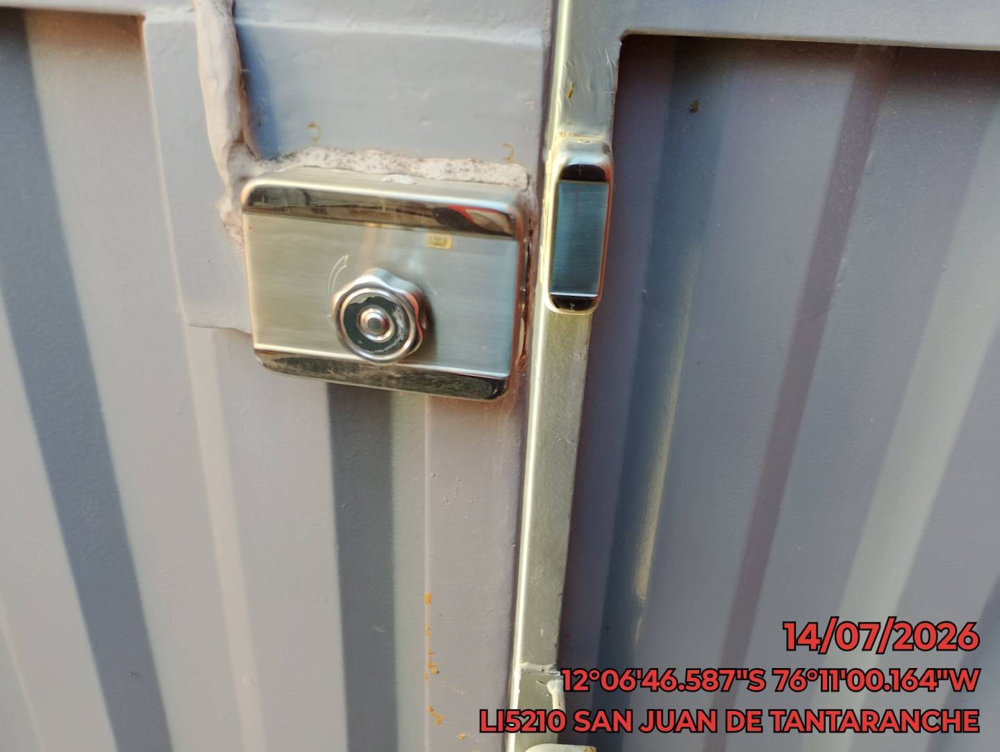 14/07/2026
12°06'46.587"S 76°11'00.164"W
LI5210 SAN JUAN DE TANTARANCHE